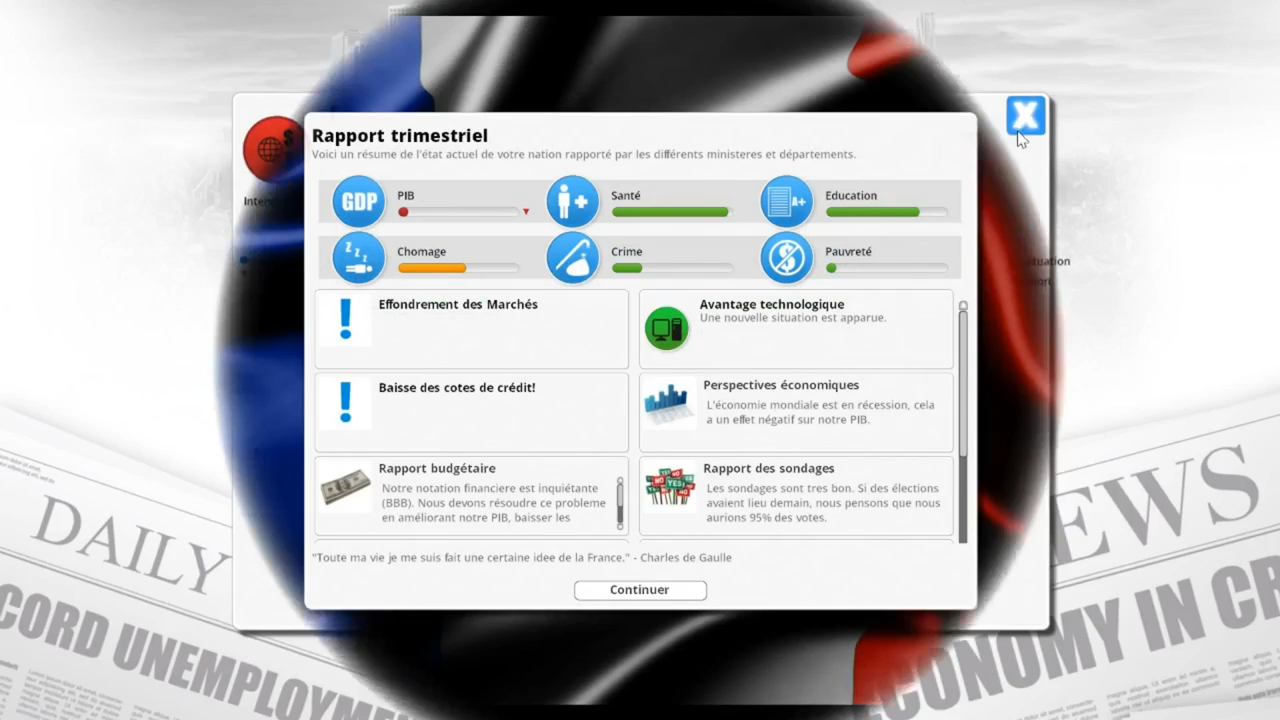 Rapport trimestriel
Voici un résume de l'état actuel de votre nation rapporté par les différents ministeres et départements.
GDP
PIB
Santé
A+
Education
Z Z Z
Chomage
Crime
$
Pauvreté
Effondrement des Marchés
Avantage technologique
Une nouvelle situation est apparue.
Baisse des cotes de crédit!
Perspectives économiques
L'économie mondiale est en récession, cela
a un effet négatif sur notre PIB.
Rapport budgétaire
Notre notation financiere est inquiétante
(BBB). Nous devons résoudre ce probleme
en améliorant notre PIB, baisser les
Rapport des sondages
Les sondages sont tres bon. Si des élections
avaient lieu demain, nous pensons que nous
aurions 95% des votes.
"Toute ma vie je me suis fait une certaine idee de la France." - Charles de Gaulle
Continuer
DAILY
EWS
CORD UNEMPLOYM
ECONOMY IN CR